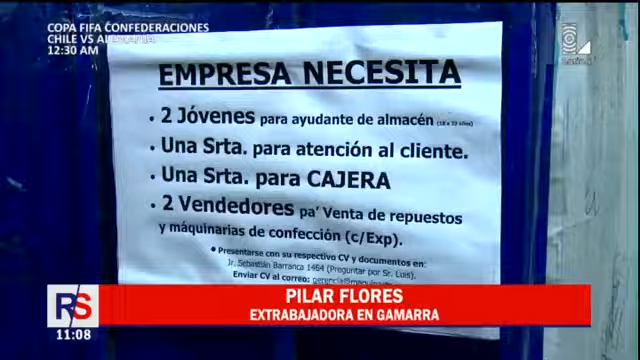 COPA FIFA CONFEDERACIONES
CHILE VS ALEMANIA
12:30 AM
EMPRESA NECESITA
• 2 Jóvenes para ayudante de almacén
• Una Srta. para atención al cliente.
• Una Srta. para CAJERA
• 2 Vendedores pa' Venta de repuestos
y máquinarias de confección (c/Exp).
• Presentarse con su respectivo CV y documentos en:
Jr. Sebastián Barranca 1464 (Preguntar por Sr. Luis).
Enviar CV al correo:
PILAR FLORES
EXTRABAJADORA EN GAMARRA
RS
11:08